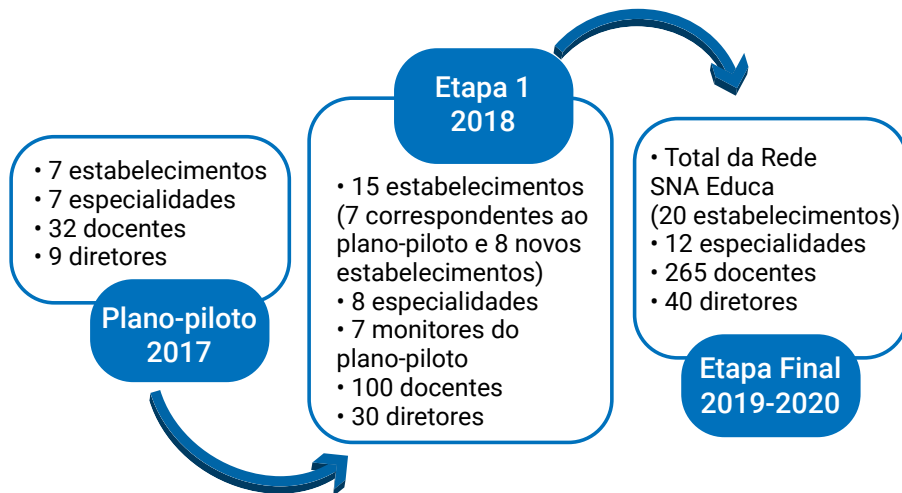 • 7 estabelecimentos
• 7 especialidades
• 32 docentes
• 9 diretores
Plano-piloto
2017
Etapa 1
2018
• 15 estabelecimentos
(7 correspondentes ao
plano-piloto e 8 novos
estabelecimentos)
• 8 especialidades
• 7 monitores do
plano-piloto
• 100 docentes
• 30 diretores
• Total da Rede
SNA Educa
(20 estabelecimentos)
• 12 especialidades
• 265 docentes
• 40 diretores
Etapa Final
2019-2020